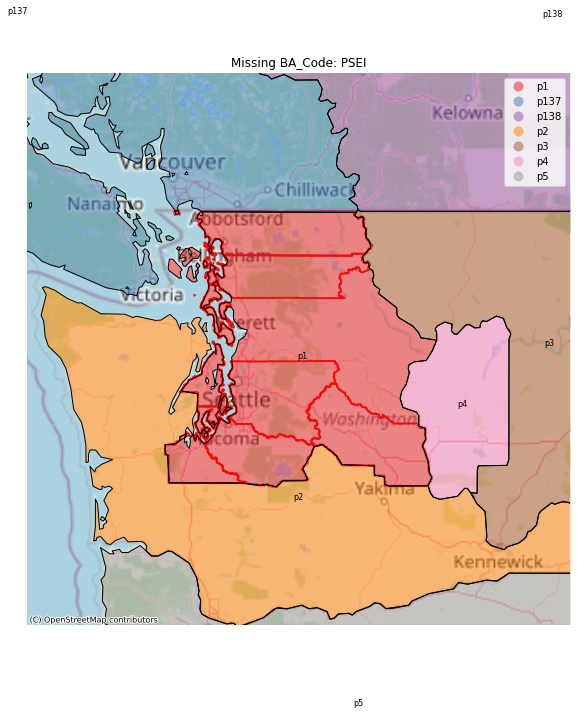 p137
p138
Missing BA_Code: PSEI
p1
p137
p138
p2
p3
p4
p5
Kelowna
Vancouver
Chilliwack
Nanaimo
Abbotsford
Bellingham
Victoria
Everett
p3
p1
Seattle
p4
Washington
Tacoma
Yakima
p2
Kennewick
(C) OpenStreetMap contributors
p5